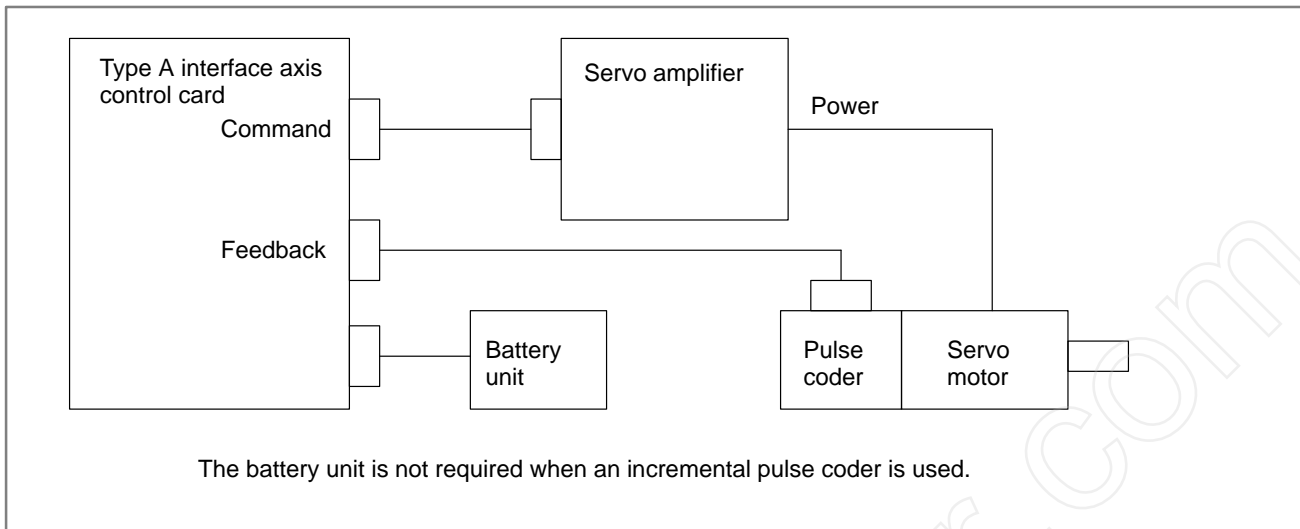 Type A interface axis
control card
Servo amplifier
Command
Power
Feedback
Battery
unit
Pulse
coder
Servo
motor
The battery unit is not required when an incremental pulse coder is used.
com